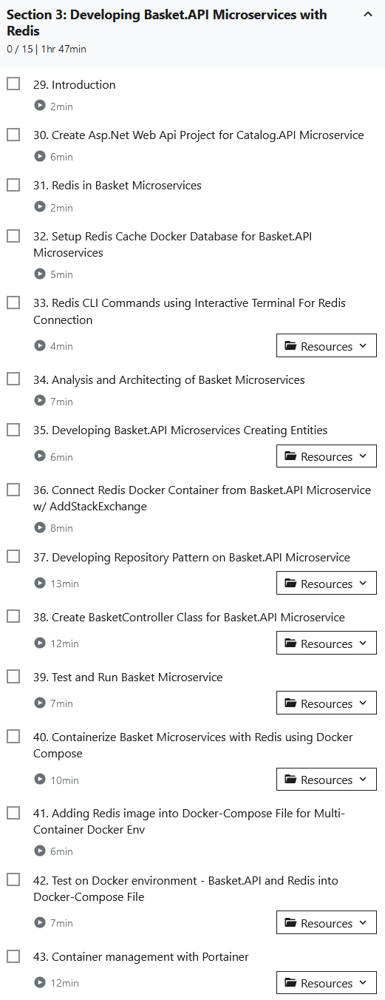 Section 3: Developing Basket.API Microservices with
Redis
0 / 15 | 1hr 47min
29. Introduction
2min
30. Create Asp.Net Web Api Project for Catalog.API Microservice
6min
31. Redis in Basket Microservices
2min
32. Setup Redis Cache Docker Database for Basket.API
Microservices
5min
33. Redis CLI Commands using Interactive Terminal For Redis
Connection
4min
Resources
34. Analysis and Architecting of Basket Microservices
7min
35. Developing Basket.API Microservices Creating Entities
6min
Resources
36. Connect Redis Docker Container from Basket.API Microservice
w/ AddStackExchange
8min
37. Developing Repository Pattern on Basket.API Microservice
13min
Resources
38. Create BasketController Class for Basket.API Microservice
12min
Resources
39. Test and Run Basket Microservice
7min
Resources
40. Containerize Basket Microservices with Redis using Docker
Compose
10min
Resources
41. Adding Redis image into Docker-Compose File for Multi-
Container Docker Env
6min
42. Test on Docker environment - Basket.API and Redis into
Docker-Compose File
7min
Resources
43. Container management with Portainer
12min
Resources